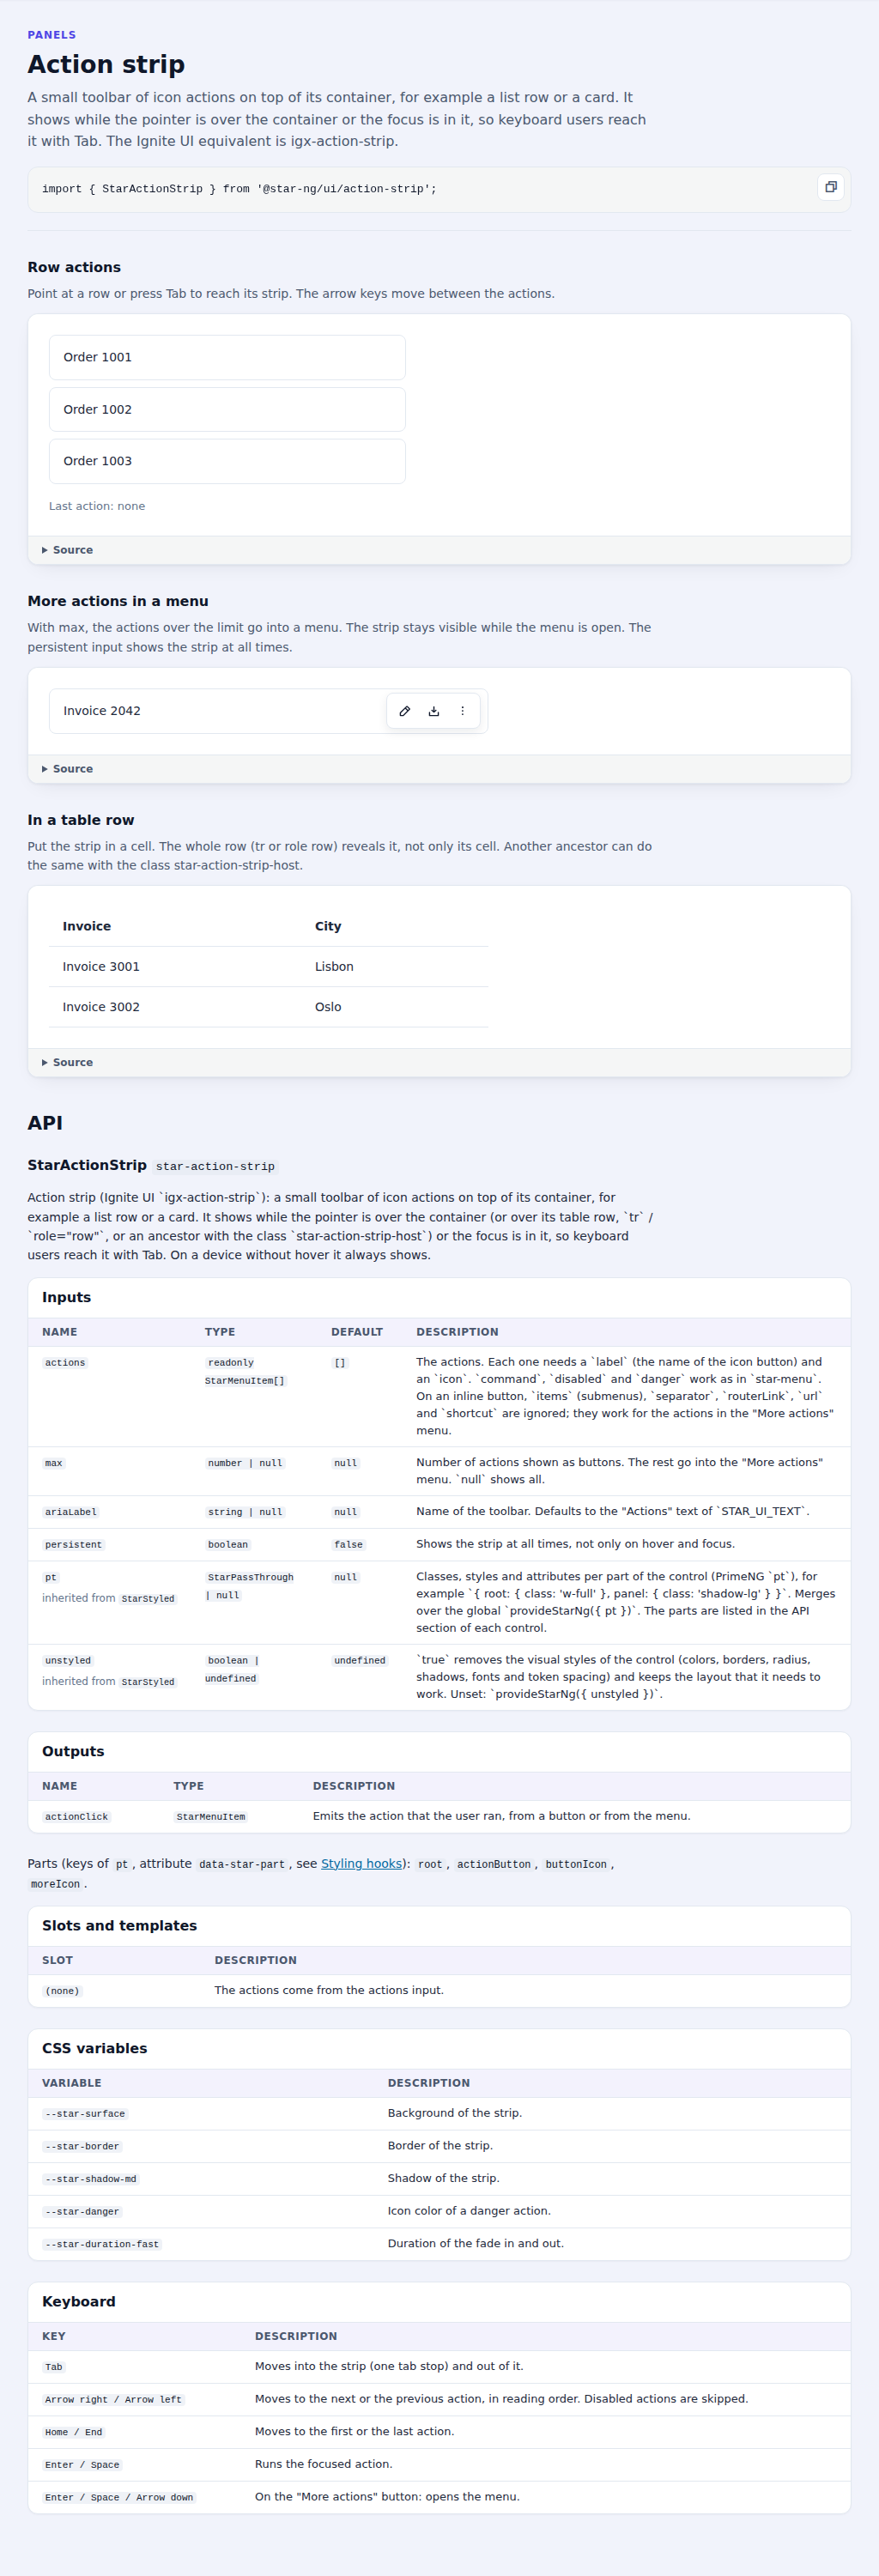 PANELS
Action strip
A small toolbar of icon actions on top of its container, for example a list row or a card. It
shows while the pointer is over the container or the focus is in it, so keyboard users reach
it with Tab. The Ignite UI equivalent is igx-action-strip.
import { StarActionStrip } from '@star-ng/ui/action-strip';
Row actions
Point at a row or press Tab to reach its strip. The arrow keys move between the actions.
Order 1001
Order 1002
Order 1003
Last action: none
Source
More actions in a menu
With max, the actions over the limit go into a menu. The strip stays visible while the menu is open. The
persistent input shows the strip at all times.
Invoice 2042
Source
In a table row
Put the strip in a cell. The whole row (tr or role row) reveals it, not only its cell. Another ancestor can do
the same with the class star-action-strip-host.
Invoice City
Invoice 3001 Lisbon
Invoice 3002 Oslo
Source
API
StarActionStrip star-action-strip
Action strip (Ignite UI `igx-action-strip`): a small toolbar of icon actions on top of its container, for
example a list row or a card. It shows while the pointer is over the container (or over its table row, `tr` /
`role="row"`, or an ancestor with the class `star-action-strip-host`) or the focus is in it, so keyboard
users reach it with Tab. On a device without hover it always shows.
Inputs
NAME TYPE DEFAULT DESCRIPTION
actions readonly [] The actions. Each one needs a `label` (the name of the icon button) and
StarMenuItem[] an `icon`. `command`, `disabled` and `danger` work as in `star-menu`.
On an inline button, `items` (submenus), `separator`, `routerLink`, `url`
and `shortcut` are ignored; they work for the actions in the "More actions"
menu.
max number | null null Number of actions shown as buttons. The rest go into the "More actions"
menu. `null` shows all.
ariaLabel string | null null Name of the toolbar. Defaults to the "Actions" text of `STAR_UI_TEXT`.
persistent boolean false Shows the strip at all times, not only on hover and focus.
pt StarPassThrough null Classes, styles and attributes per part of the control (PrimeNG `pt`), for
inherited from StarStyled | null example `{ root: { class: 'w-full' }, panel: { class: 'shadow-lg' } }`. Merges
over the global `provideStarNg({ pt })`. The parts are listed in the API
section of each control.
unstyled boolean | undefined `true` removes the visual styles of the control (colors, borders, radius,
inherited from StarStyled undefined shadows, fonts and token spacing) and keeps the layout that it needs to
work. Unset: `provideStarNg({ unstyled })`.
Outputs
NAME TYPE DESCRIPTION
actionClick StarMenuItem Emits the action that the user ran, from a button or from the menu.
Parts (keys of pt, attribute data-star-part, see Styling hooks): root, actionButton, buttonIcon,
moreIcon.
Slots and templates
SLOT DESCRIPTION
(none) The actions come from the actions input.
CSS variables
VARIABLE DESCRIPTION
--star-surface Background of the strip.
--star-border Border of the strip.
--star-shadow-md Shadow of the strip.
--star-danger Icon color of a danger action.
--star-duration-fast Duration of the fade in and out.
Keyboard
KEY DESCRIPTION
Tab Moves into the strip (one tab stop) and out of it.
Arrow right / Arrow left Moves to the next or the previous action, in reading order. Disabled actions are skipped.
Home / End Moves to the first or the last action.
Enter / Space Runs the focused action.
Enter / Space / Arrow down On the "More actions" button: opens the menu.